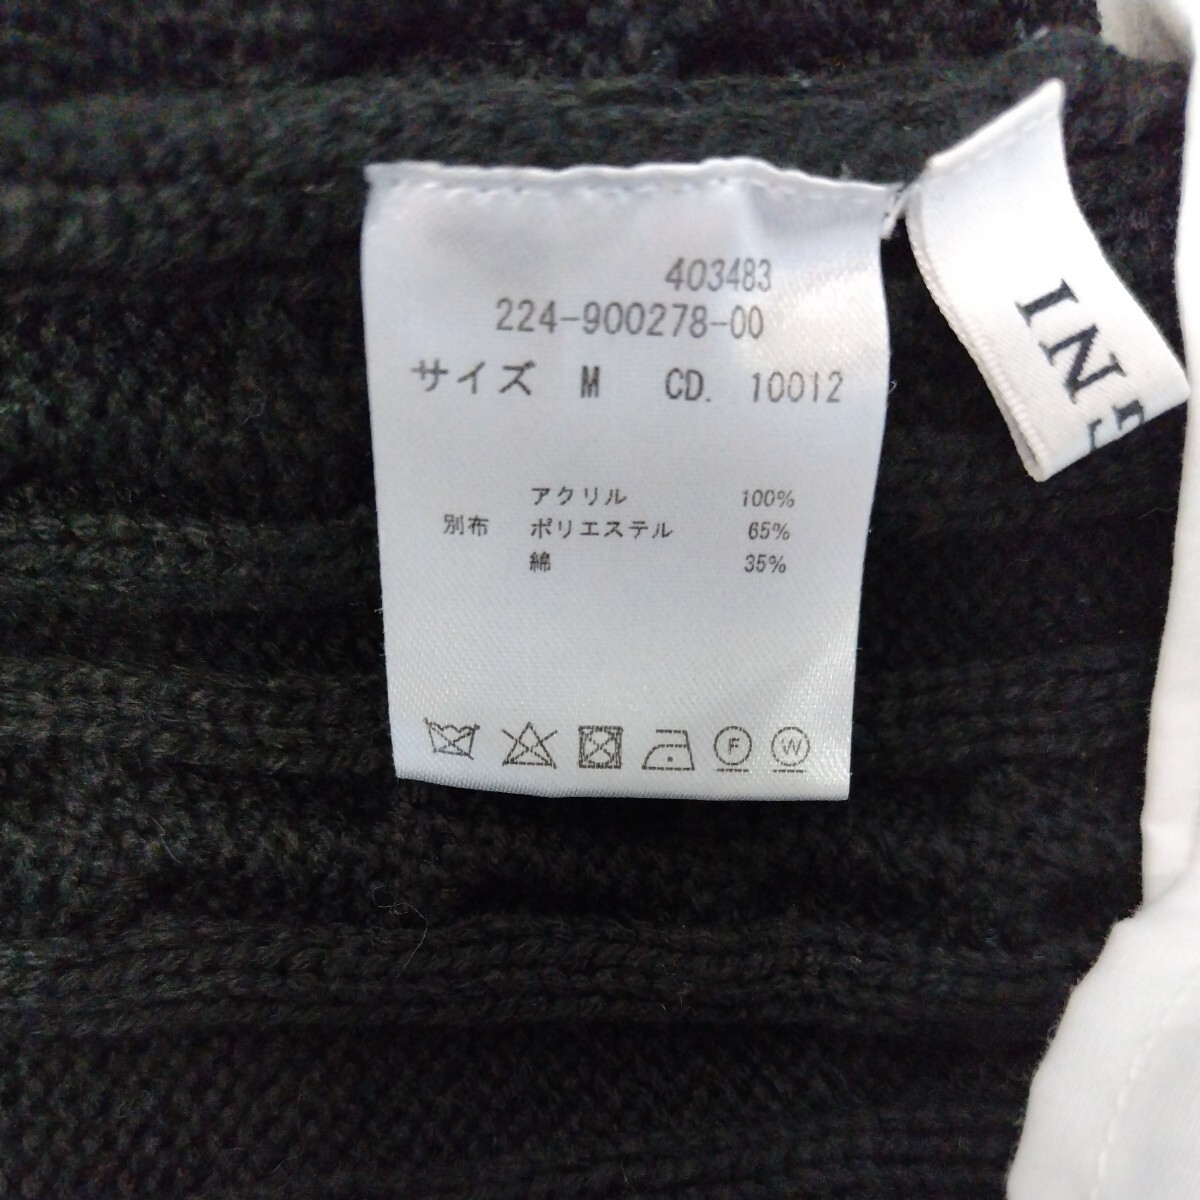 403483
224-900278-00
サイズ M CD. 10012
アクリル 100%
別布 ポリエステル 65%
綿 35%
F W
IN